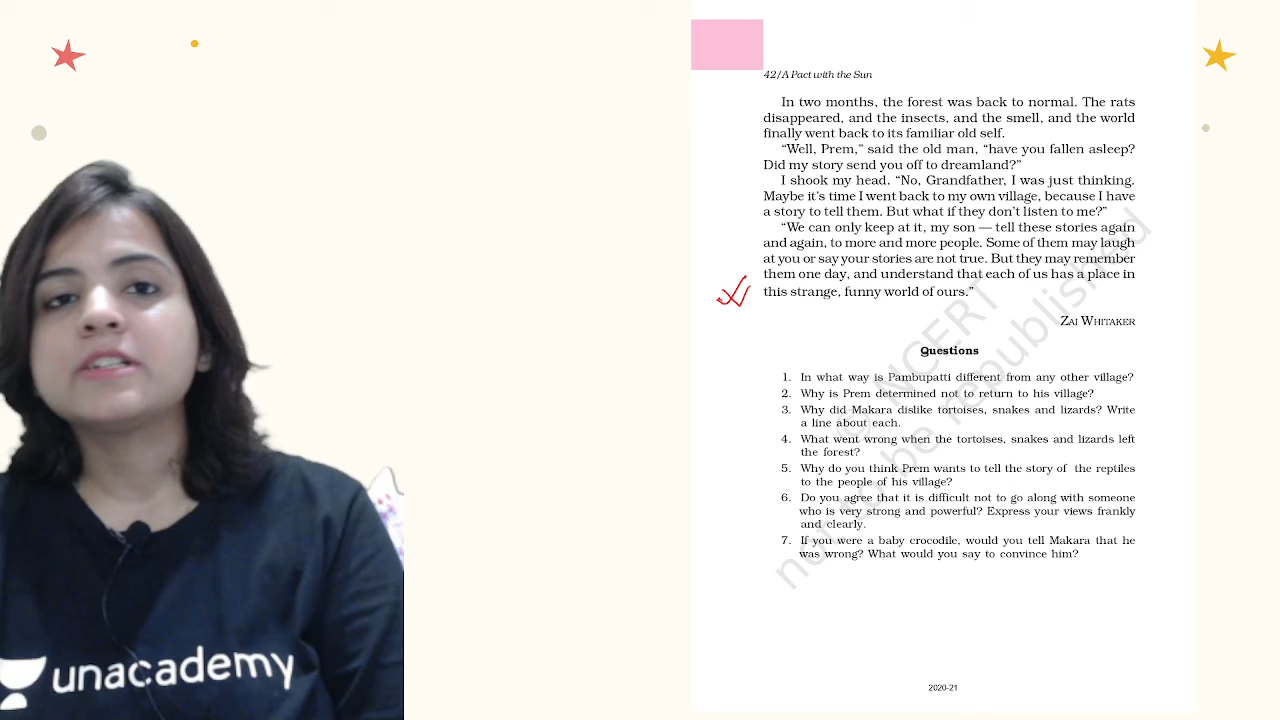 42/A Pact with the Sun
In two months, the forest was back to normal. The rats
disappeared, and the insects, and the smell, and the world
finally went back to its familiar old self.
“Well, Prem,” said the old man, “have you fallen asleep?
Did my story send you off to dreamland?”
I shook my head. “No, Grandfather, I was just thinking.
Maybe it’s time I went back to my own village, because I have
a story to tell them. But what if they don’t listen to me?”
“We can only keep at it, my son — tell these stories again
and again, to more and more people. Some of them may laugh
at you or say your stories are not true. But they may remember
them one day, and understand that each of us has a place in
this strange, funny world of ours.”
ZAI WHITAKER
Questions
1. In what way is Pambupatti different from any other village?
2. Why is Prem determined not to return to his village?
3. Why did Makara dislike tortoises, snakes and lizards? Write
a line about each.
4. What went wrong when the tortoises, snakes and lizards left
the forest?
5. Why do you think Prem wants to tell the story of the reptiles
to the people of his village?
6. Do you agree that it is difficult not to go along with someone
who is very strong and powerful? Express your views frankly
and clearly.
7. If you were a baby crocodile, would you tell Makara that he
was wrong? What would you say to convince him?
© NCERT
not to be republished
2020-21
unacademy